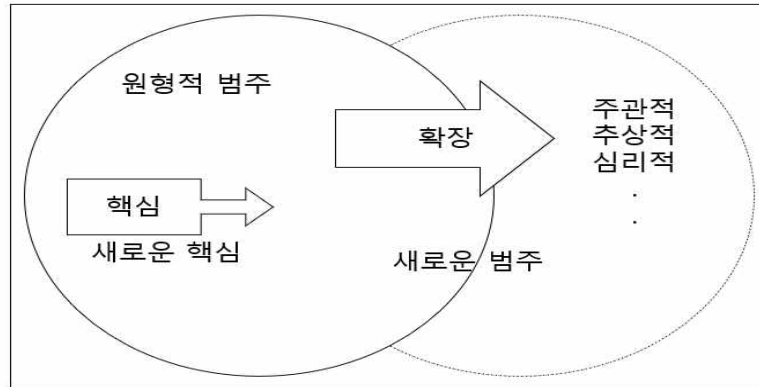 원형적 범주
확장
주관적
추상적
심리적
.
.
핵심
새로운 핵심
새로운 범주